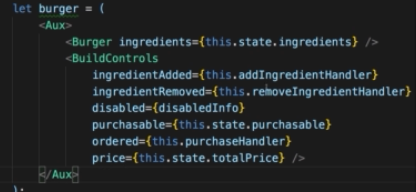 let burger = (
<Aux>
<Burger ingredients={this.state.ingredients} />
<BuildControls
ingredientAdded={this.addIngredientHandler}
ingredientRemoved={this.removeIngredientHandler}
disabled={disabledInfo}
purchasable={this.state.purchasable}
ordered={this.purchaseHandler}
price={this.state.totalPrice} />
</Aux>
);